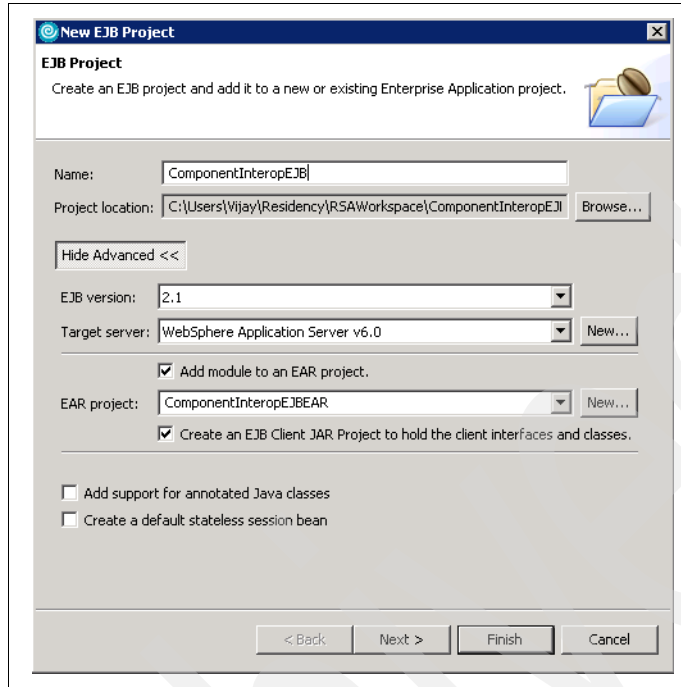 New EJB Project
EJB Project
Create an EJB project and add it to a new or existing Enterprise Application project.
Name: ComponentInteropEJB
Project location: C:\Users\Vijay\Residency\RSAWorkspace\ComponentInteropEJI Browse...
Hide Advanced <<
EJB version: 2.1
Target server: WebSphere Application Server v6.0 New...
Add module to an EAR project.
EAR project: ComponentInteropEJBEAR New...
Create an EJB Client JAR Project to hold the client interfaces and classes.
Add support for annotated Java classes
Create a default stateless session bean
< Back Next > Finish Cancel